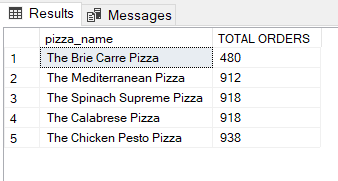 Results Messages
pizza_name TOTAL ORDERS
1 The Brie Carre Pizza 480
2 The Mediterranean Pizza 912
3 The Spinach Supreme Pizza 918
4 The Calabrese Pizza 918
5 The Chicken Pesto Pizza 938